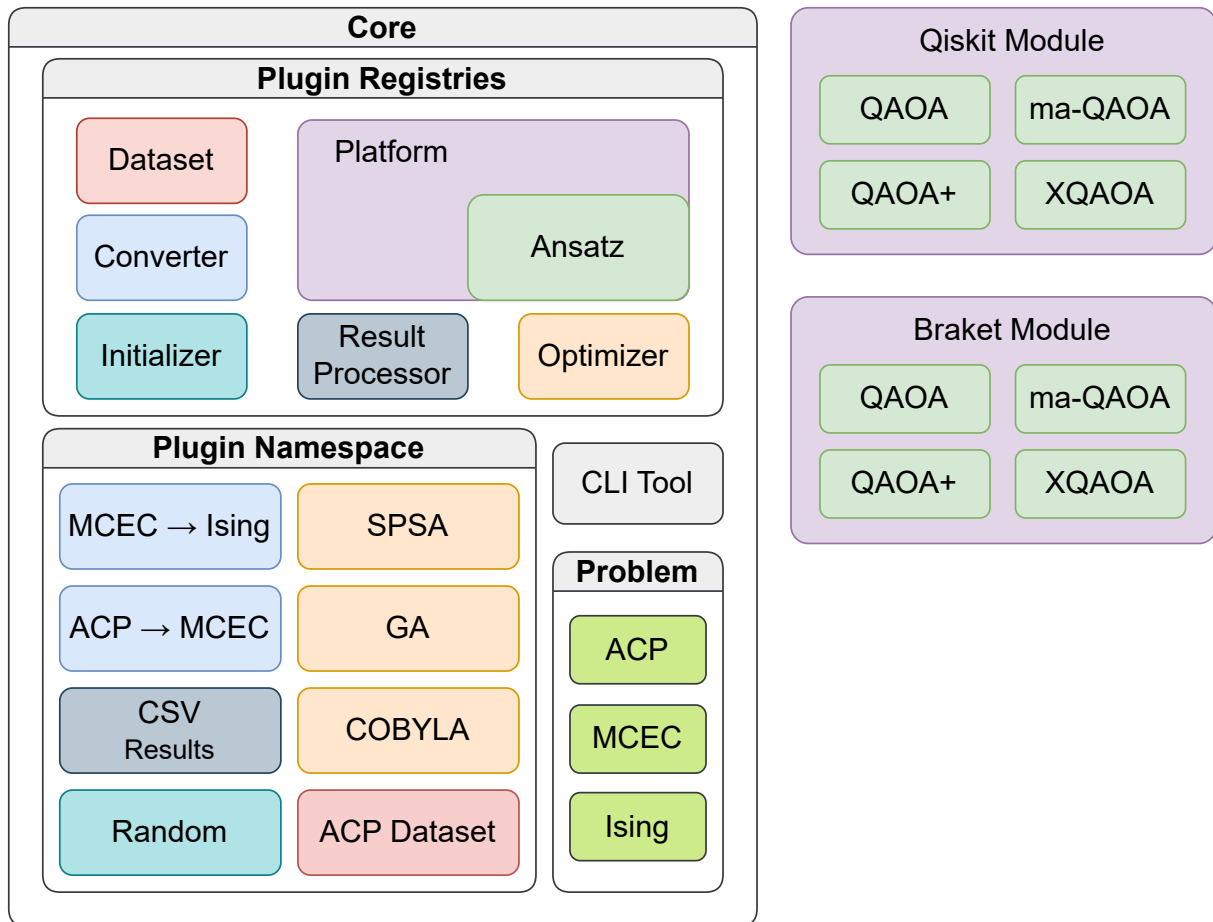 Core
Plugin Registries
Dataset
Platform
Converter
Ansatz
Initializer
Result
Processor
Optimizer
Plugin Namespace
MCEC → Ising
SPSA
ACP → MCEC
GA
CSV
Results
COBYLA
Random
ACP Dataset
CLI Tool
Problem
ACP
MCEC
Ising
Qiskit Module
QAOA
ma-QAOA
QAOA+
XQAOA
Braket Module
QAOA
ma-QAOA
QAOA+
XQAOA